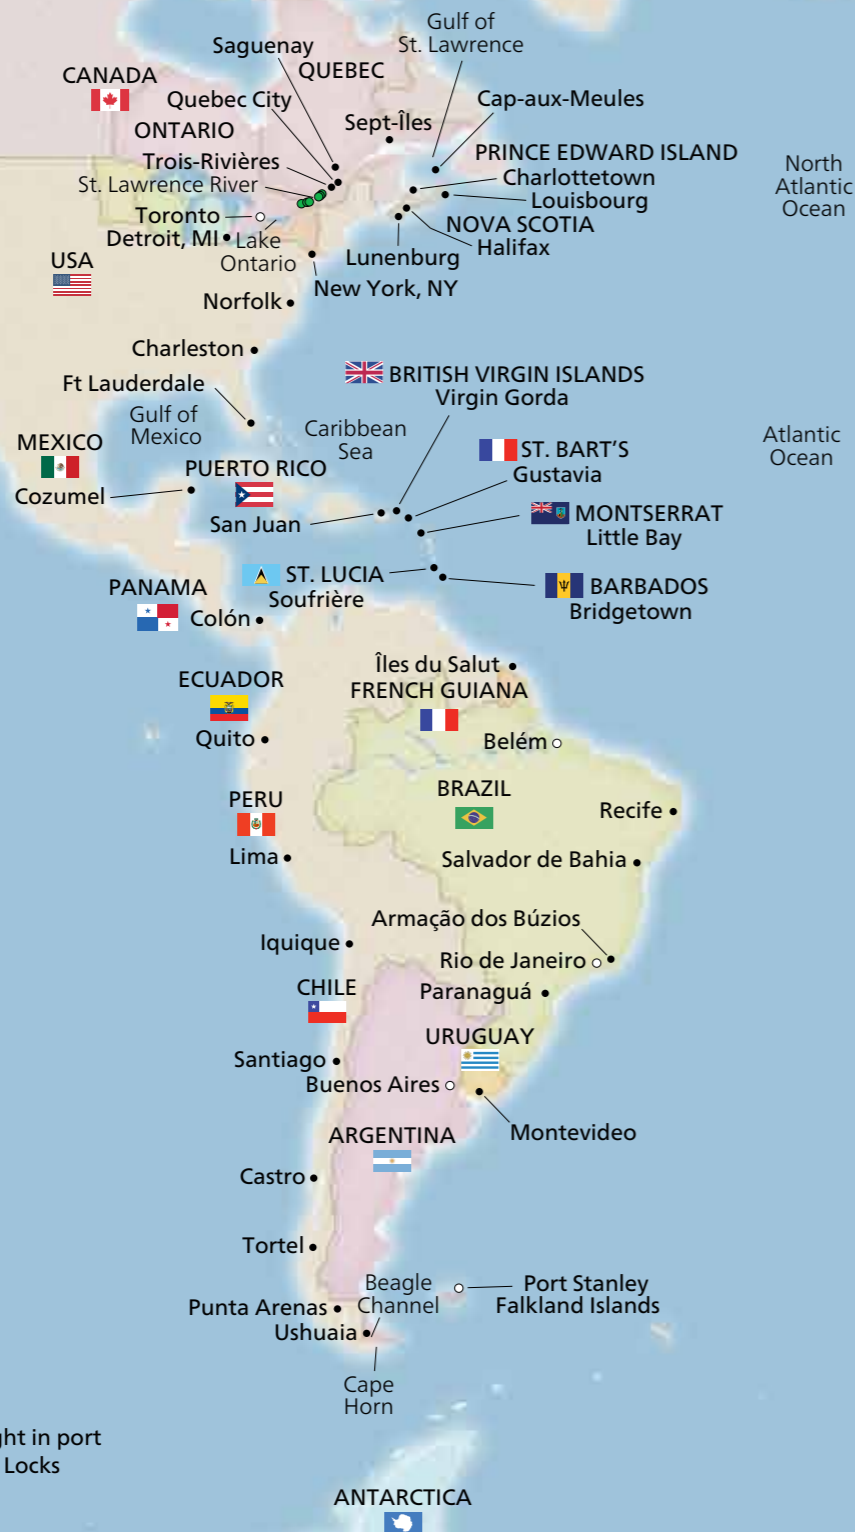 Gulf of
St. Lawrence
Saguenay
QUEBEC
CANADA
Quebec City
Cap-aux-Meules
Sept-Îles
ONTARIO
PRINCE EDWARD ISLAND
Trois-Rivières
North
Atlantic
Ocean
Charlottetown
St. Lawrence River
Louisbourg
Toronto
NOVA SCOTIA
Detroit, MI
Lake
Ontario
Halifax
Lunenburg
USA
New York, NY
Norfolk
Charleston
BRITISH VIRGIN ISLANDS
Virgin Gorda
Ft Lauderdale
Gulf of
Mexico
Caribbean
Sea
Atlantic
Ocean
MEXICO
ST. BART'S
Gustavia
PUERTO RICO
Cozumel
San Juan
MONTSERRAT
Little Bay
ST. LUCIA
Soufrière
PANAMA
BARBADOS
Bridgetown
Colón
Îles du Salut
FRENCH GUIANA
ECUADOR
Quito
Belém
BRAZIL
PERU
Recife
Lima
Salvador de Bahia
Armação dos Búzios
Iquique
Rio de Janeiro
CHILE
Paranaguá
URUGUAY
Santiago
Buenos Aires
ARGENTINA
Montevideo
Castro
Tortel
Beagle
Channel
Port Stanley
Falkland Islands
Punta Arenas
Ushuaia
Cape
Horn
ght in port
Locks
ANTARCTICA